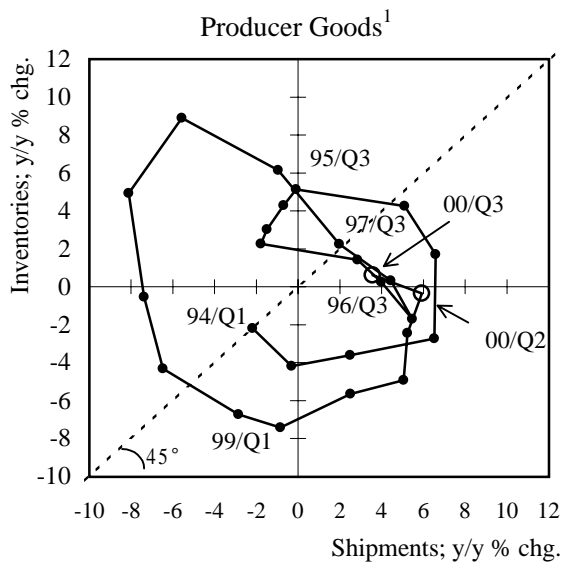 Producer Goods¹
Inventories; y/y % chg.
12
10
8
6
4
2
0
-2
-4
-6
-8
-10
95/Q3
97/Q3
00/Q3
96/Q3
94/Q1
00/Q2
99/Q1
45°
-10 -8 -6 -4 -2 0 2 4 6 8 10 12
Shipments; y/y % chg.